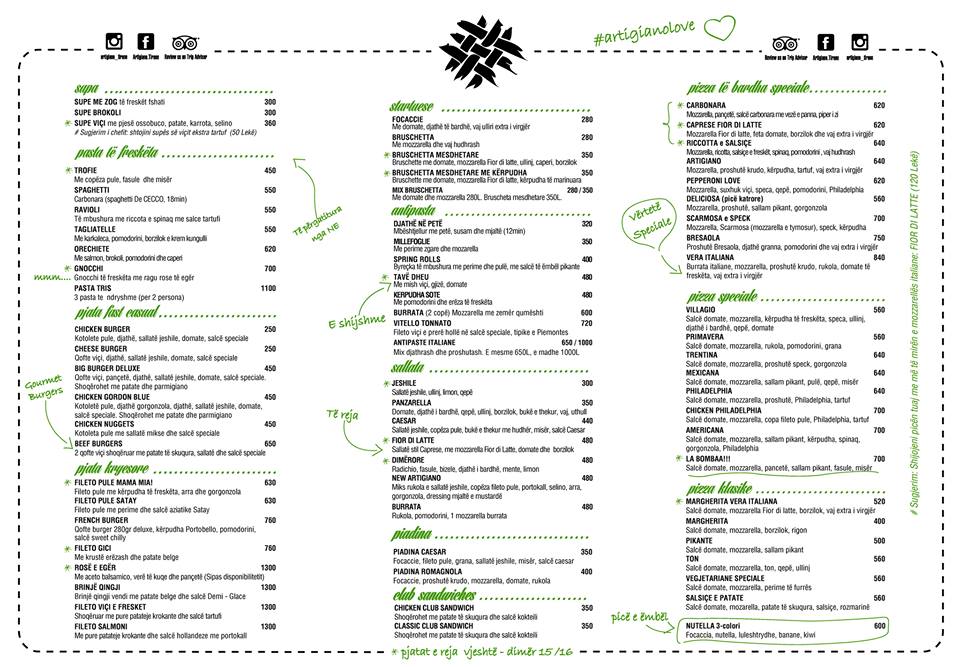 #artigianolove
artigiano_tirana
Artigiano.Tirana
Review us on Trip Advisor
Review us on Trip Advisor
Artigiano.Tirana
artigiano_tirana
supa
SUPE ME ZOG të freskët fshati 300
SUPE BROKOLI 300
* SUPE VIÇI me pjesë ossobuco, patate, karrota, selino 360
# Sugjerim i chefit: shtojini supës së viçit ekstra tartuf (50 Lekë)
pasta të freskëta
* TROFIE 450
Me copëza pule, fasule dhe misër
SPAGHETTI 550
Carbonara (spaghetti De CECCO, 18min)
RAVIOLI 550
Të mbushura me riccota e spinaq me salce tartufi
TAGLIATELLE 550
Me karkaleca, pomodorini, borzilok e krem kungulli
ORECHIETE 620
Me salmon, brokoli, pomodorini dhe caperi
* GNOCCHI 700
mmm.... Gnocchi të freskëta me ragu rose të egër
PASTA TRIS 1100
3 pasta te ndryshme (per 2 persona)
Të përgatitura
nga NE
pjata fast casual
CHICKEN BURGER 250
Kotolete pule, djathë, sallatë jeshile, domate, salcë speciale
CHEESE BURGER 250
Qofte viçi, djathë, sallatë jeshile, domate, salcë speciale
BIG BURGER DELUXE 450
Qofte viçi, pançetë, djathë, sallatë jeshile, domate, salcë speciale.
Shoqërohet me patate dhe parmigiano
CHICKEN GORDON BLUE 450
Kotoletë pule, djathë gorgonzola, djathë, sallatë jeshile, domate,
salcë speciale. Shoqërohet me patate dhe parmigiano
CHICKEN NUGGETS 450
Kotoleta pule me sallatë mikse dhe salcë speciale
BEEF BURGERS 650
2 qofte viçi shoqëruar me patate të skuqura, sallatë dhe salcë speciale
Gourmet
Burgers
pjata kryesore
* FILETO PULE MAMA MIA! 630
Fileto pule me kërpudha të freskëta, arra dhe gorgonzola
FILETO PULE SATAY 630
Fileto pule me perime dhe salcë aziatike Satay
FRENCH BURGER 760
Qofte burger 280gr deluxe, kërpudha Portobello, pomodorini,
salcë sweet chilly
* FILETO GICI 760
Me krustë erëzash dhe patate belge
* ROSË E EGËR 1300
Me aceto balsamico, verë të kuqe dhe pançetë (Sipas disponibilitetit)
BRINJË QINGJI 1300
Brinjë qingji vendi me patate belge dhe salcë Demi - Glace
FILETO VIÇI E FRESKET 1300
Shoqëruar me pure patate krokante dhe salcë tartufi
FILETO SALMONI 1300
Me pure patateje krokante dhe salcë hollandeze me portokall
startuese
FOCACCIE 280
Me domate, djathë të bardhë, vaj ulliri extra i virgjër
BRUSCHETTA 280
Me mozzarella dhe vaj hudhrash
* BRUSCHETTA MESDHETARE 350
Bruschette me domate, mozzarella Fior di latte, ullinj, caperi, borzilok
* BRUSCHETTA MESDHETARE ME KËRPUDHA 350
Bruschette me domate, mozzarella Fior di latte, kërpudha të marinuara
MIX BRUSCHETTA 280 / 350
Me domate dhe mozzarella 280L. Bruscheta mesdhetare 350L.
antipasta
DJATHË NË PETË 320
Mbështjellur me petë, susam dhe mjaltë (12min)
MILLEFOGLIE 350
Me perime zgare dhe mozzarella
SPRING ROLLS 400
Byreçka të mbushura me perime dhe pulë, me salcë të ëmbël pikante
* TAVË DHEU 480
Me mish viçi, gjizë, domate
KERPUDHA SOTE 480
Me pomodorini dhe erëza të freskëta
BURRATA (2 copë) Mozzarella me zemër qumështi 600
VITELLO TONNATO 720
Fileto viçi e prerë hollë në salcë speciale, tipike e Piemontes
ANTIPASTE ITALIANE 650 / 1000
Mix djathrash dhe proshutash. E mesme 650L, e madhe 1000L
E shijshme
sallata
* JESHILE 300
Sallatë jeshile, ullinj, limon, qepë
PANZARELLA 350
Domate, djathë i bardhë, qepë, ullinj, borzilok, bukë e thekur, vaj, uthull
CAESAR 440
Sallatë jeshile, copëza pule, bukë e thekur me hudhër, misër, salcë Caesar
* FIOR DI LATTE 480
Sallatë stil Caprese, me mozzarella Fior di Latte, domate dhe borzilok
* DIMËRORE 480
Radichio, fasule, bizele, djathë i bardhë, mente, limon
NEW ARTIGIANO 480
Miks rukola e sallatë jeshile, copëza fileto pule, portokall, selino, arra,
gorgonzola, dressing mjaltë e mustardë
BURRATA 480
Rukola, pomodorini, 1 mozzarella burrata
Të reja
piadina
PIADINA CAESAR 350
Focaccie, fileto pule, grana, sallatë jeshile, misër, salcë caesar
PIADINA ROMAGNOLA 400
Focaccie, proshutë krudo, mozzarella, domate, rukola
club sandwiches
CHICKEN CLUB SANDWICH 350
Shoqërohet me patate të skuqura dhe salcë kokteili
CLASSIC CLUB SANDWICH 350
Shoqërohet me patate të skuqura dhe salcë kokteili
* pjatat e reja vjeshtë - dimër 15/16
pizza të bardha speciale
* CARBONARA 620
Mozzarella, pançetë, salcë carbonara me vezë e panna, piper i zi
* CAPRESE FIOR DI LATTE 620
Mozzarella Fior di latte, feta domate, borzilok dhe vaj extra i virgjër
* RICCOTTA e SALSIÇE 640
Mozzarella, ricotta, salsiçe e freskët, spinaq, pomodorini, vaj hudhrash
ARTIGIANO 640
Mozzarella, proshutë krudo, kërpudha, tartuf, vaj extra i virgjër
PEPPERONI LOVE 620
Mozzarella, suxhuk viçi, speca, qepë, pomodorini, Philadelphia
DELICIOSA (picë katrore) 560
Mozzarella, proshutë, sallam pikant, gorgonzola
SCARMOSA e SPECK 700
Mozzarella, Scarmosa (mozzarella e tymosur), speck, kërpudha
BRESAOLA 750
Proshutë Bresaola, djathë granna, pomodorini dhe vaj extra i virgjër
VERA ITALIANA 840
Burrata italiane, mozzarella, proshutë krudo, rukola, domate të
freskëta, vaj extra i virgjër
Vërtetë
Speciale
pizza speciale
VILLAGIO 560
Salcë domate, mozzarella, kërpudha të freskëta, speca, ullinj,
djathë i bardhë, qepë, domate
PRIMAVERA 580
Salcë domate, mozzarella, rukola, pomodorini, grana
TRENTINA 640
Salcë domate, mozzarella, proshutë speck, gorgonzola
MEXICANA 640
Salcë domate, mozzarella, sallam pikant, pulë, qepë, misër
PHILADELPHIA 640
Salcë domate, mozzarella, proshutë, Philadelphia, tartuf
CHICKEN PHILADELPHIA 700
Salcë domate, mozzarella, copa fileto pule, Philadelphia, tartuf
AMERICANA 700
Salcë domate, mozzarella, sallam pikant, kërpudha, spinaq,
gorgonzola, Philadelphia
* LA BOMBAA!!! 700
Salcë domate, mozzarella, pancetë, sallam pikant, fasule, misër
pizza klasike
* MARGHERITA VERA ITALIANA 520
Salcë domate, mozzarella Fior di latte, borzilok, vaj extra i virgjër
MARGHERITA 400
Salcë domate, mozzarella, borzilok, rigon
PIKANTE 500
Salcë domate, mozzarella, sallam pikant
TON 560
Salcë domate, mozzarella, ton, qepë, ullinj
VEGJETARIANE SPECIALE 560
Salcë domate, mozzarella, perime të furrës
SALSIÇE E PATATE 560
Salcë domate, mozarella, patate të skuqura, salsiçe, rozmarinë
picë e ëmbël
NUTELLA 3-colori 600
Focaccia, nutella, luleshtrydhe, banane, kiwi
# Sugjerim: Shijojeni picën tuaj me të mirën e mozzarellës italiane: FIOR DI LATTE (120 Lekë)